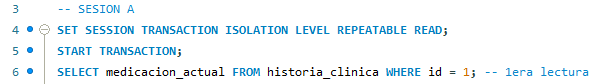 3 -- SESION A
4 SET SESSION TRANSACTION ISOLATION LEVEL REPEATABLE READ;
5 START TRANSACTION;
6 SELECT medicacion_actual FROM historia_clinica WHERE id = 1; -- 1era lectura